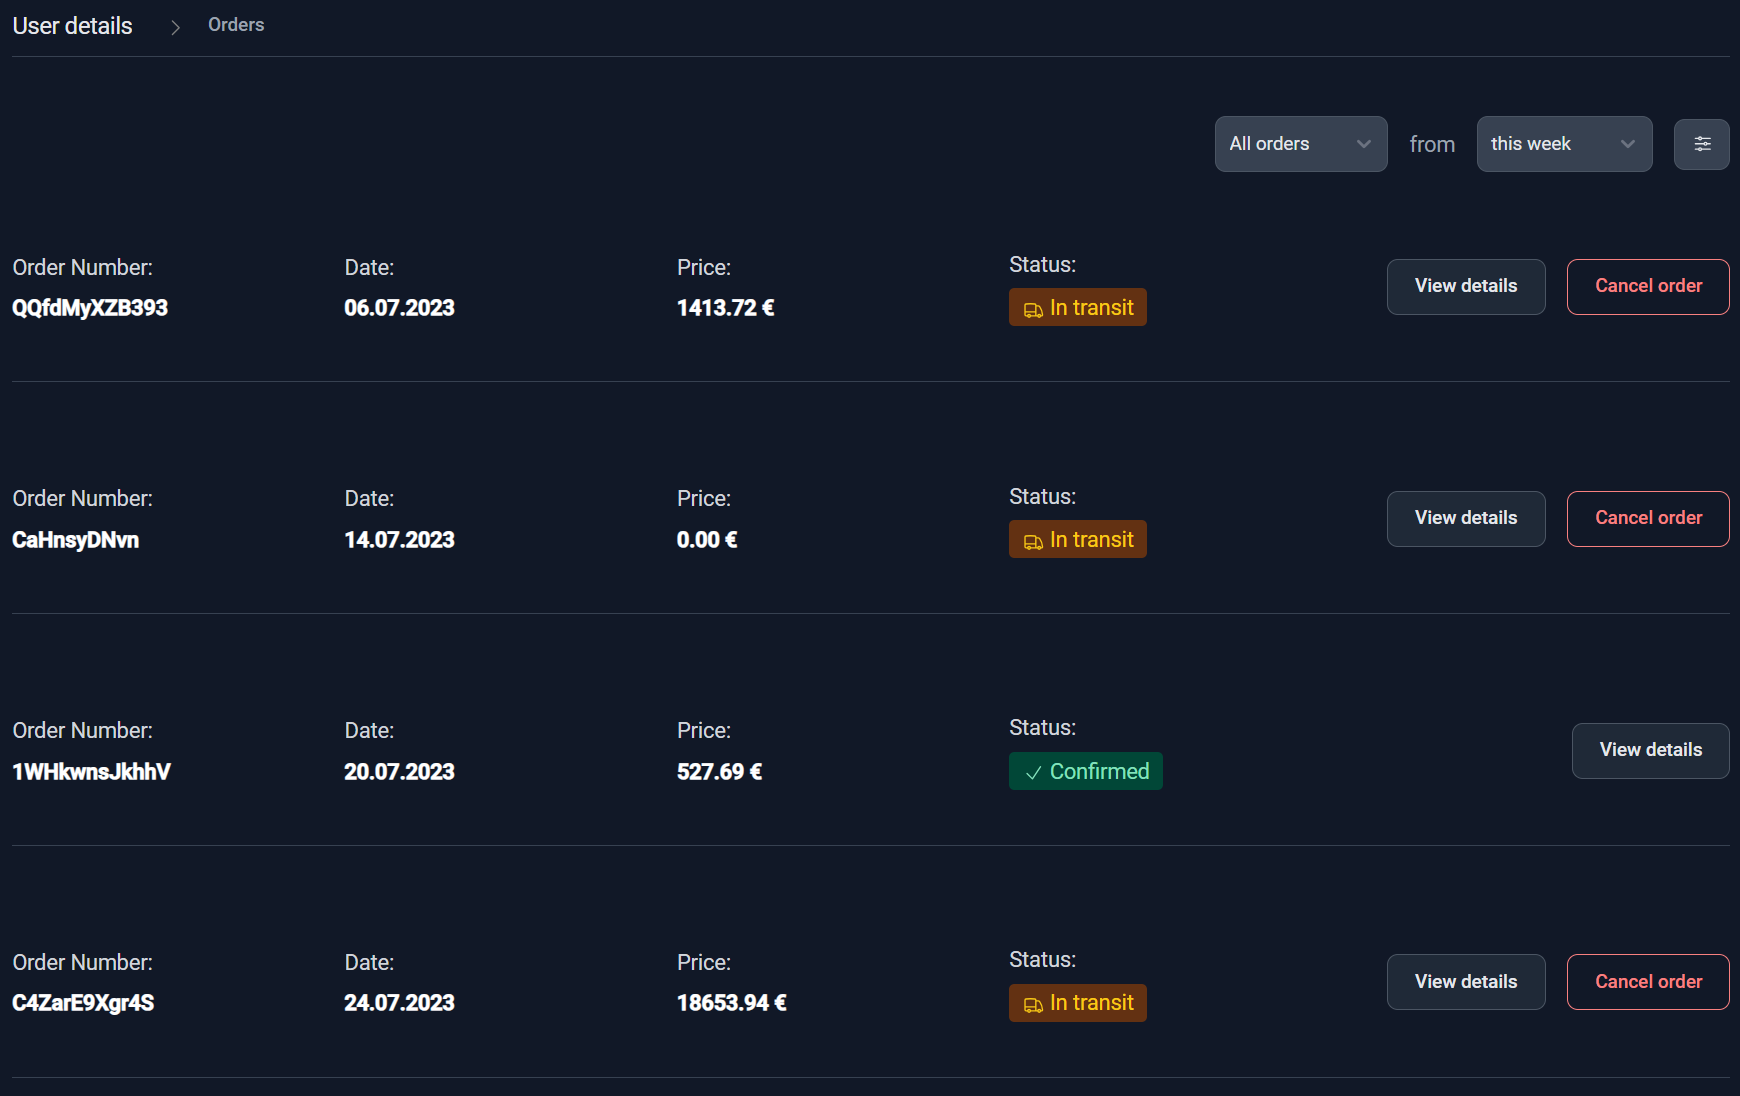 User details
Orders
All orders from this week
Order Number: Date: Price: Status:
QQfdMyXZB393 06.07.2023 1413.72 € In transit View details Cancel order
Order Number: Date: Price: Status:
CaHnsyDNvn 14.07.2023 0.00 € In transit View details Cancel order
Order Number: Date: Price: Status:
1WHkwnsJkhhV 20.07.2023 527.69 € Confirmed View details
Order Number: Date: Price: Status:
C4ZarE9Xgr4S 24.07.2023 18653.94 € In transit View details Cancel order